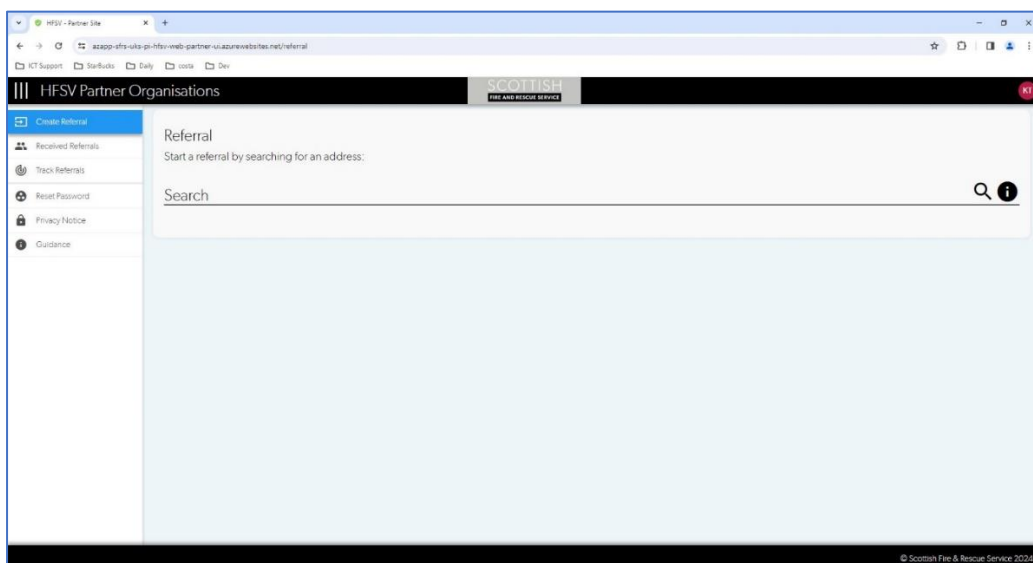 HFSV - Partner Site
azapp-sfrs-uks-pi-hfsv-web-partner-ui.azurewebsites.net/referral
ICT Support StarBucks Daily costa Dev
HFSV Partner Organisations
SCOTTISH
FIRE AND RESCUE SERVICE
KT
Create Referral
Received Referrals
Track Referrals
Reset Password
Privacy Notice
Guidance
Referral
Start a referral by searching for an address:
Search
© Scottish Fire & Rescue Service 2024